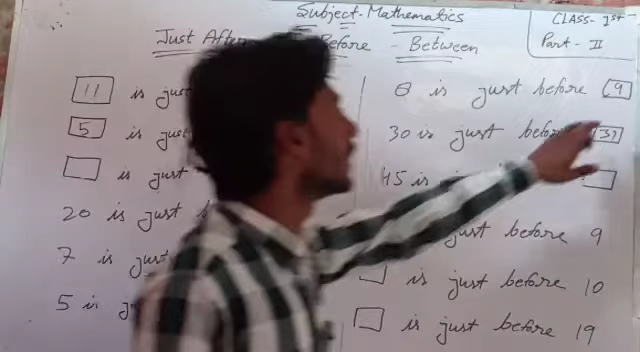 Subject-Mathematics
CLASS-1st
Part-II
Just After Before - Between
11 is just
5 is just
is just
20 is just
7 is just
5 is
8 is just before 9
30 is just before 31
45 is
just before 9
is just before 10
is just before 19